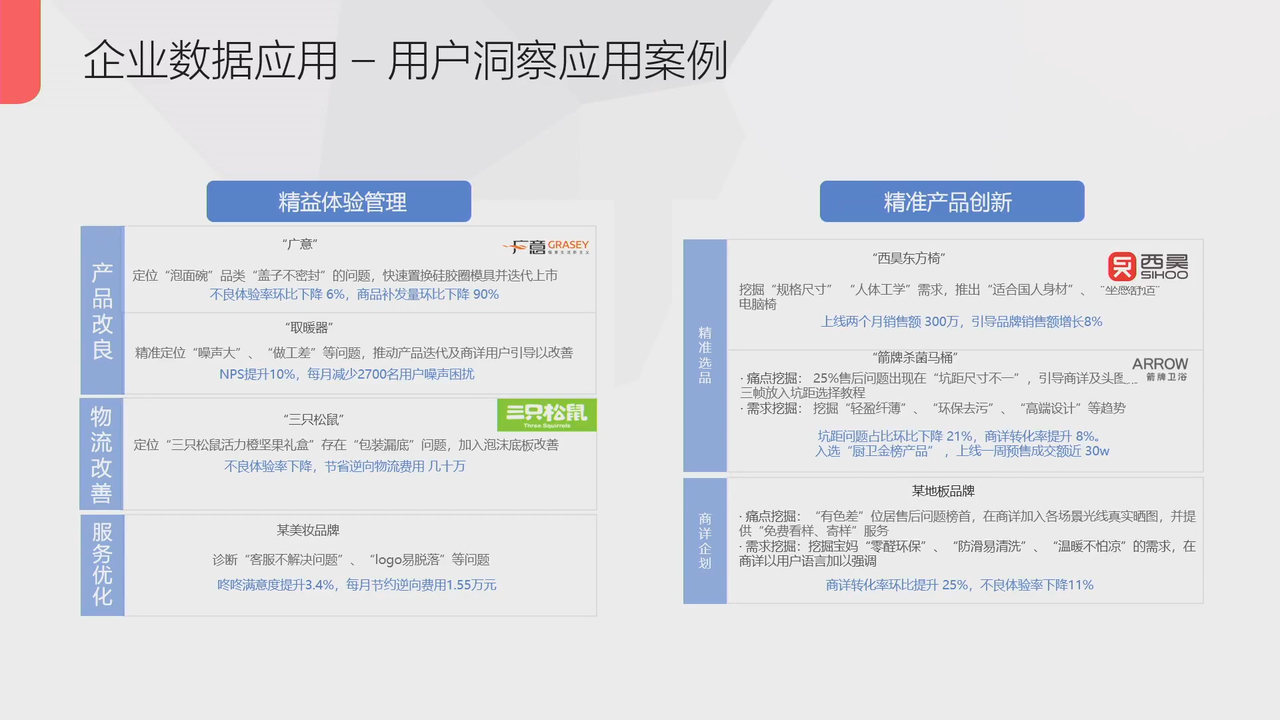 企业数据应用 – 用户洞察应用案例
精益体验管理
产品改良
“广意”
广意 GRASEY
定位“泡面碗”品类“盖子不密封”的问题，快速置换硅胶圈模具并迭代上市
不良体验率环比下降 6%，商品补发量环比下降 90%
“取暖器”
精准定位“噪声大”、“做工差”等问题，推动产品迭代及商详用户引导以改善
NPS提升10%，每月减少2700名用户噪声困扰
物流改善
“三只松鼠”
三只松鼠
Three Squirrels
定位“三只松鼠活力橙坚果礼盒”存在“包装漏底”问题，加入泡沫底板改善
不良体验率下降，节省逆向物流费用 几十万
服务优化
某美妆品牌
诊断“客服不解决问题”、“logo易脱落”等问题
咚咚满意度提升3.4%，每月节约逆向费用1.55万元
精准产品创新
精准选品
“西昊东方椅”
西昊
SIHOO
挖掘“规格尺寸”“人体工学”需求，推出“适合国人身材”、“坐感舒适”
电脑椅
上线两个月销售额 300万，引导品牌销售额增长8%
“箭牌杀菌马桶”
ARROW
箭牌卫浴
· 痛点挖掘： 25%售后问题出现在“坑距尺寸不一”，引导商详及头图
三帧放入坑距选择教程
· 需求挖掘： 挖掘“轻盈纤薄”、“环保去污”、“高端设计”等趋势
坑距问题占比环比下降 21%，商详转化率提升 8%。
入选“厨卫金榜产品”，上线一周预售成交额近 30w
商详企划
某地板品牌
· 痛点挖掘：“有色差”位居售后问题榜首，在商详加入各场景光线真实晒图，并提
供“免费看样、寄样”服务
· 需求挖掘：挖掘宝妈“零醛环保”、“防滑易清洗”、“温暖不怕凉”的需求，在
商详以用户语言加以强调
商详转化率环比提升 25%，不良体验率下降11%